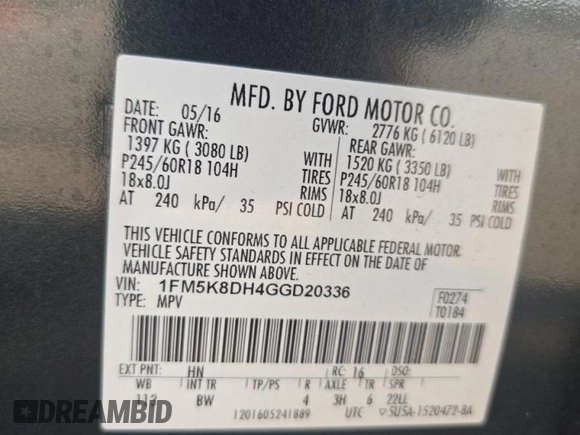 MFD. BY FORD MOTOR CO.
DATE: 05/16 GVWR: 2776 KG ( 6120 LB)
FRONT GAWR: REAR GAWR:
1397 KG ( 3080 LB) WITH 1520 KG ( 3350 LB) WITH
P245/60R18 104H TIRES P245/60R18 104H TIRES
18x8.0J RIMS 18x8.0J RIMS
AT 240 kPa/ 35 PSI COLD AT 240 kPa/ 35 PSI COLD
THIS VEHICLE CONFORMS TO ALL APPLICABLE FEDERAL MOTOR
VEHICLE SAFETY STANDARDS IN EFFECT ON THE DATE OF
MANUFACTURE SHOWN ABOVE.
VIN: 1FM5K8DH4GGD20336 F0274
TYPE: MPV T0184
EXT PNT: HN RC: 16 DSO:
WB INT TR TP/PS R AXLE TR SPR
BW 4 3H 6 22LL
1201605241889 UTC 5U5A-1520472-BA
DREAMBID.com